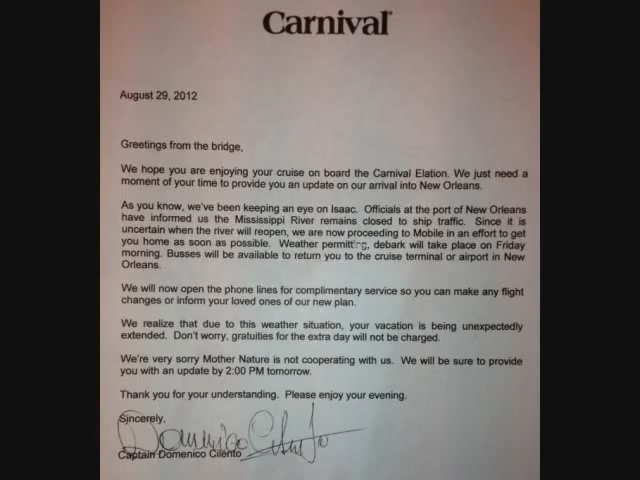 Carnival
August 29, 2012
Greetings from the bridge,
We hope you are enjoying your cruise on board the Carnival Elation. We just need a
moment of your time to provide you an update on our arrival into New Orleans.
As you know, we've been keeping an eye on Isaac. Officials at the port of New Orleans
have informed us the Mississippi River remains closed to ship traffic. Since it is
uncertain when the river will reopen, we are now proceeding to Mobile in an effort to get
you home as soon as possible. Weather permitting, debark will take place on Friday
morning. Busses will be available to return you to the cruise terminal or airport in New
Orleans.
We will now open the phone lines for complimentary service so you can make any flight
changes or inform your loved ones of our new plan.
We realize that due to this weather situation, your vacation is being unexpectedly
extended. Don't worry, gratuities for the extra day will not be charged.
We're very sorry Mother Nature is not cooperating with us. We will be sure to provide
you with an update by 2:00 PM tomorrow.
Thank you for your understanding. Please enjoy your evening.
Sincerely,
Domenico Cilento
Captain Domenico Cilento